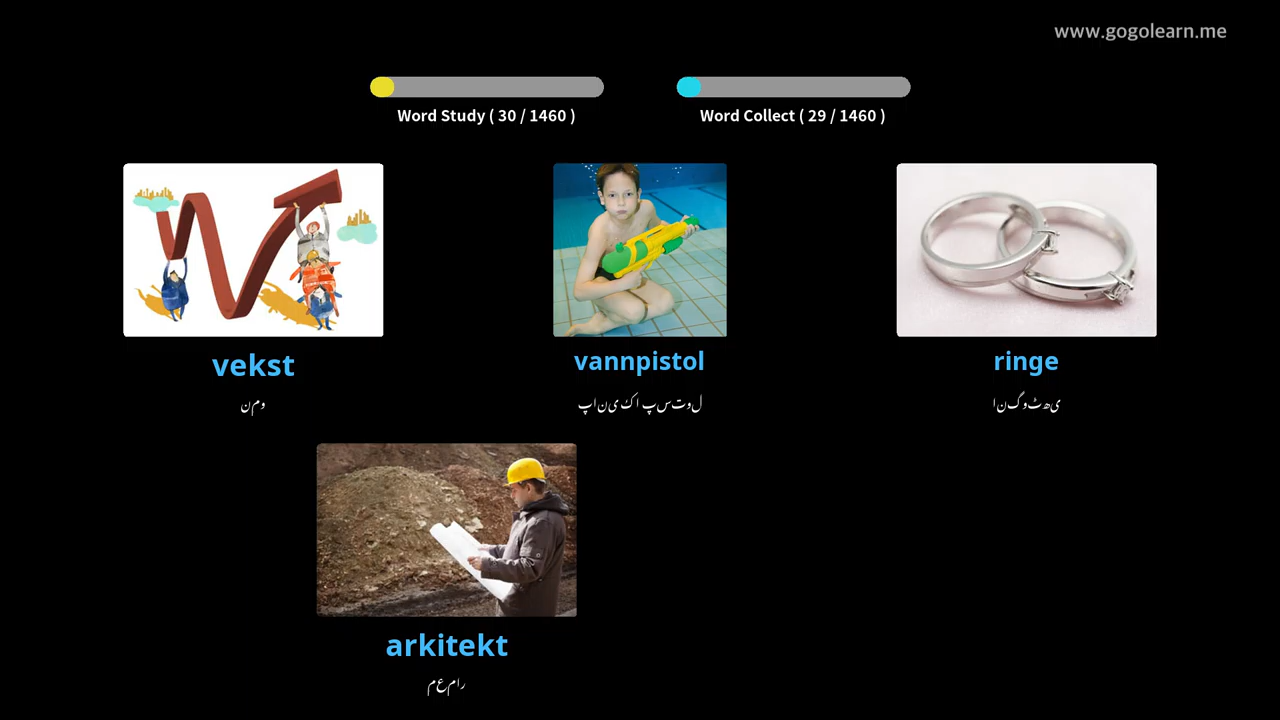 www.gogolearn.me
Word Study ( 30 / 1460 )
Word Collect ( 29 / 1460 )
vekst
نمو
vannpistol
پانی کا پستول
ringe
انگوٹھی
arkitekt
معمار